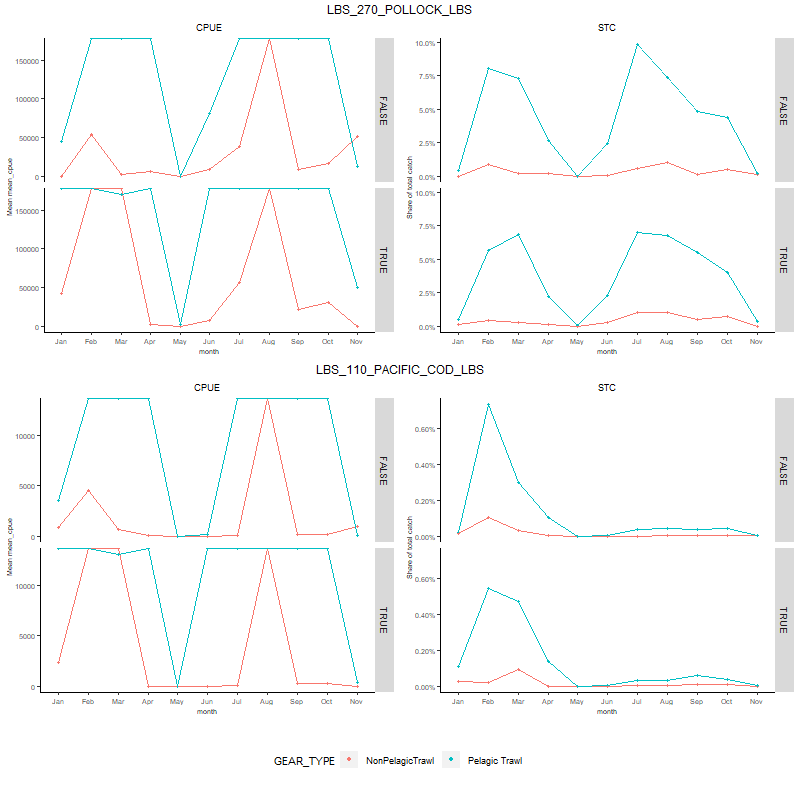 LBS_270_POLLOCK_LBS
CPUE
STC
150000
100000
50000
0
FALSE
150000
100000
50000
0
TRUE
Mean mean_cpue
Jan Feb Mar Apr May Jun Jul Aug Sep Oct Nov
month
10.0%
7.5%
5.0%
2.5%
0.0%
FALSE
10.0%
7.5%
5.0%
2.5%
0.0%
TRUE
Share of total catch
Jan Feb Mar Apr May Jun Jul Aug Sep Oct Nov
month
LBS_110_PACIFIC_COD_LBS
CPUE
STC
10000
5000
0
FALSE
10000
5000
0
TRUE
Mean mean_cpue
Jan Feb Mar Apr May Jun Jul Aug Sep Oct Nov
month
0.60%
0.40%
0.20%
0.00%
FALSE
0.60%
0.40%
0.20%
0.00%
TRUE
Share of total catch
Jan Feb Mar Apr May Jun Jul Aug Sep Oct Nov
month
GEAR_TYPE NonPelagicTrawl Pelagic Trawl